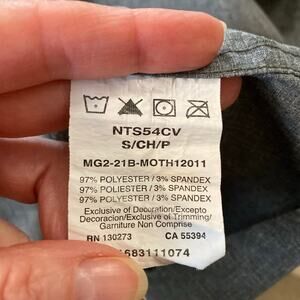 NTS54CV
S/CH/P
MG2-21B-MOTH12011
97% POLYESTER / 3% SPANDEX
97% POLIESTER / 3% SPANDEX
97% POLYESTER / 3% SPANDEX
Exclusive of Decoration/Excepto
Decoracion/Exclusive of Trimming/
Garniture Non Comprise
RN 130273 CA 55394
1683111074